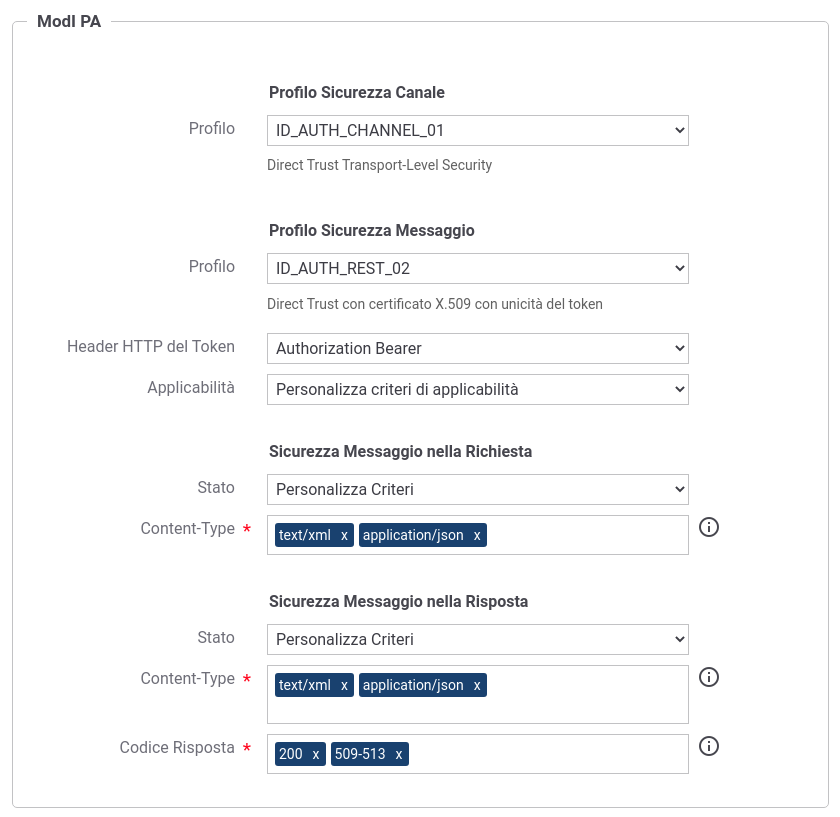 ModI PA
Profilo Sicurezza Canale
Profilo ID_AUTH_CHANNEL_01
Direct Trust Transport-Level Security
Profilo Sicurezza Messaggio
Profilo ID_AUTH_REST_02
Direct Trust con certificato X.509 con unicità del token
Header HTTP del Token Authorization Bearer
Applicabilità Personalizza criteri di applicabilità
Sicurezza Messaggio nella Richiesta
Stato Personalizza Criteri
Content-Type * text/xml x application/json x
Sicurezza Messaggio nella Risposta
Stato Personalizza Criteri
Content-Type * text/xml x application/json x
Codice Risposta * 200 x 509-513 x